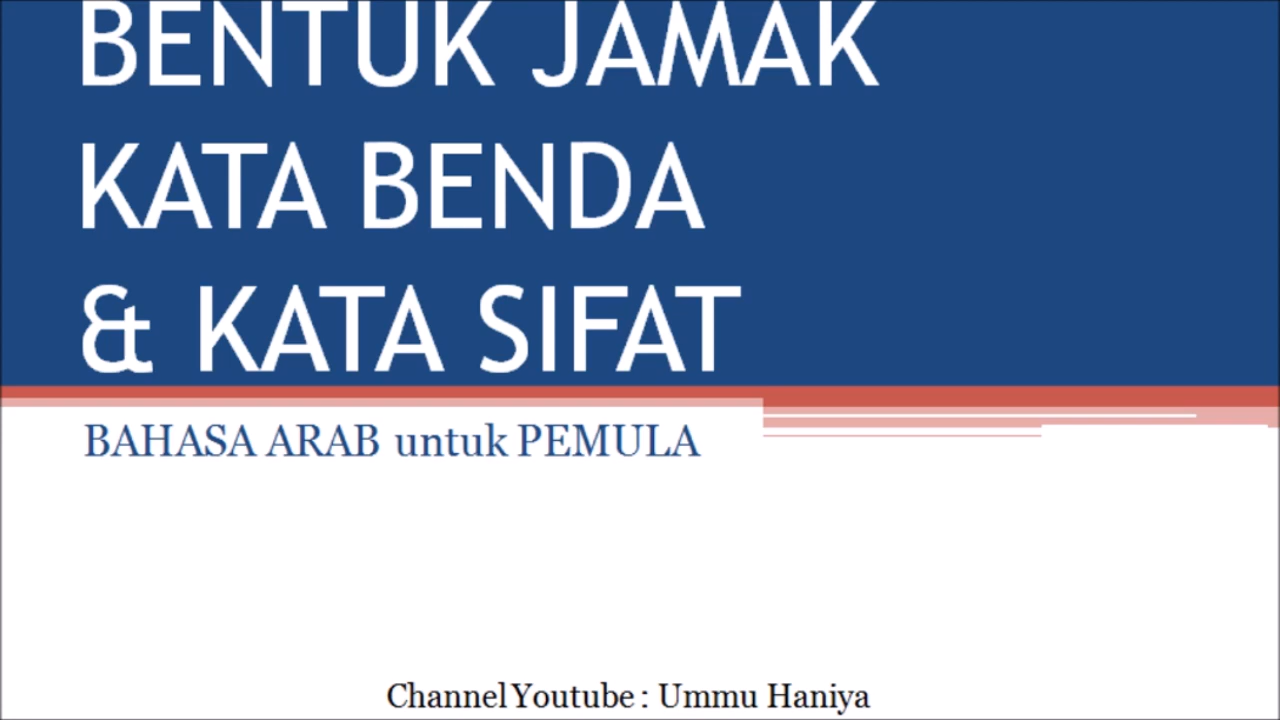 BENTUK JAMAK
KATA BENDA
& KATA SIFAT
BAHASA ARAB untuk PEMULA
Channel Youtube : Ummu Haniya